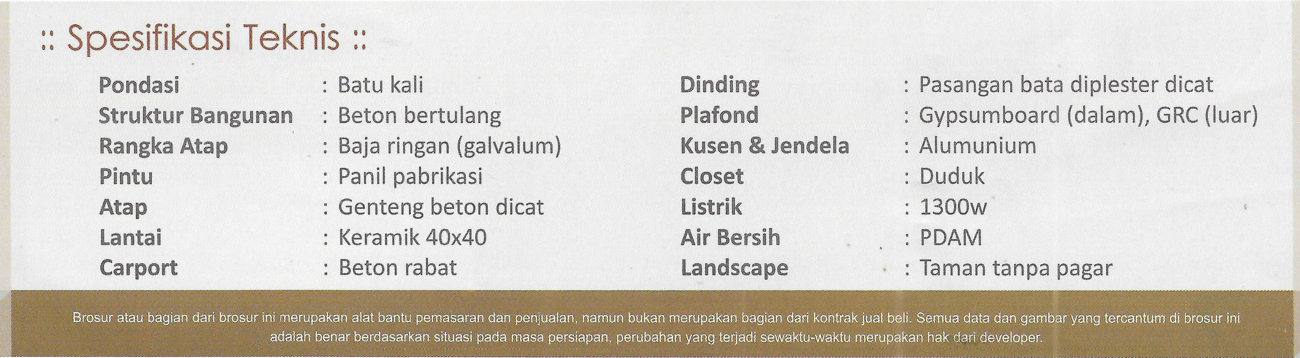 :: Spesifikasi Teknis ::
Pondasi : Batu kali
Struktur Bangunan : Beton bertulang
Rangka Atap : Baja ringan (galvalum)
Pintu : Panil pabrikasi
Atap : Genteng beton dicat
Lantai : Keramik 40x40
Carport : Beton rabat
Dinding : Pasangan bata diplester dicat
Plafond : Gypsumboard (dalam), GRC (luar)
Kusen & Jendela : Alumunium
Closet : Duduk
Listrik : 1300w
Air Bersih : PDAM
Landscape : Taman tanpa pagar
Brosur atau bagian dari brosur ini merupakan alat bantu pemasaran dan penjualan, namun bukan merupakan bagian dari kontrak jual beli. Semua data dan gambar yang tercantum di brosur ini
adalah benar berdasarkan situasi pada masa persiapan, perubahan yang terjadi sewaktu-waktu merupakan hak dari developer.